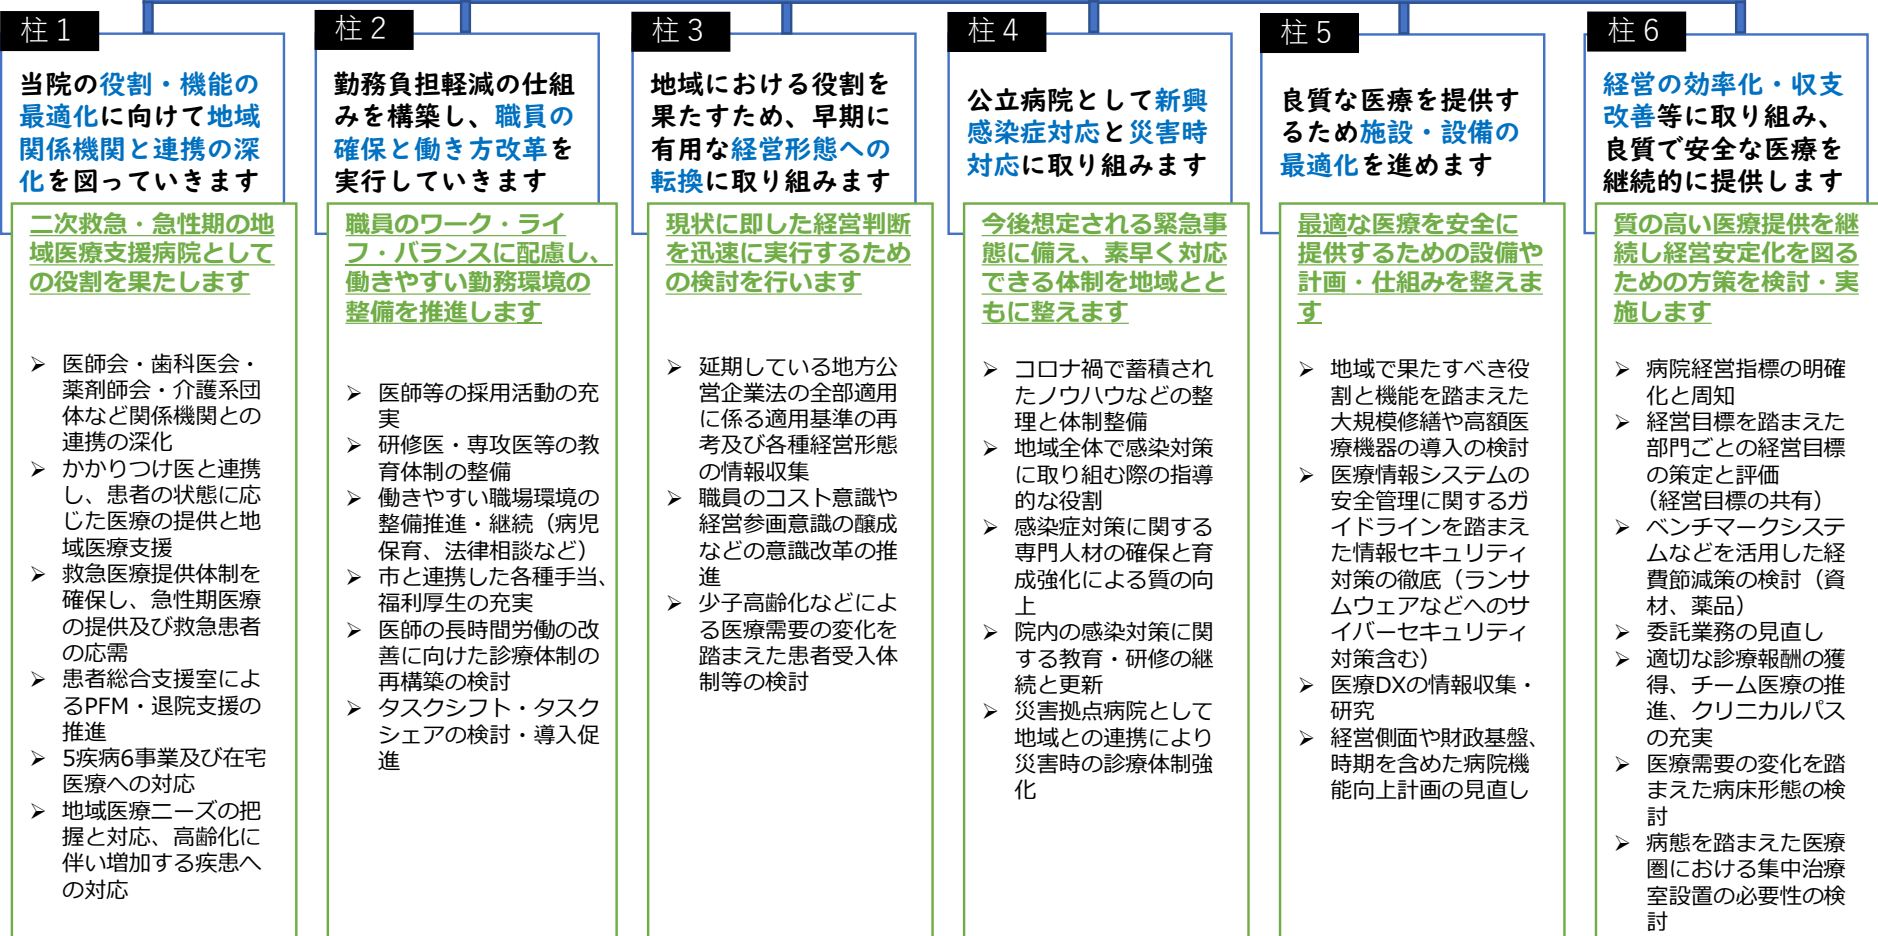 柱1
当院の役割・機能の
最適化に向けて地域
関係機関と連携の深
化を図っていきます
二次救急・急性期の地
域医療支援病院として
の役割を果たします
➢ 医師会・歯科医会・
薬剤師会・介護系団
体など関係機関との
連携の深化
➢ かかりつけ医と連携
し、患者の状態に応
じた医療の提供と地
域医療支援
➢ 救急医療提供体制を
確保し、急性期医療
の提供及び救急患者
の応需
➢ 患者総合支援室によ
るPFM・退院支援の
推進
➢ 5疾病6事業及び在宅
医療への対応
➢ 地域医療ニーズの把
握と対応、高齢化に
伴い増加する疾患へ
の対応
柱2
勤務負担軽減の仕組
みを構築し、職員の
確保と働き方改革を
実行していきます
職員のワーク・ライ
フ・バランスに配慮し、
働きやすい勤務環境の
整備を推進します
➢ 医師等の採用活動の充
実
➢ 研修医・専攻医等の教
育体制の整備
➢ 働きやすい職場環境の
整備推進・継続（病児
保育、法律相談など）
➢ 市と連携した各種手当、
福利厚生の充実
➢ 医師の長時間労働の改
善に向けた診療体制の
再構築の検討
➢ タスクシフト・タスク
シェアの検討・導入促
進
柱3
地域における役割を
果たすため、早期に
有用な経営形態への
転換に取り組みます
現状に即した経営判断
を迅速に実行するため
の検討を行います
➢ 延期している地方公
営企業法の全部適用
に係る適用基準の再
考及び各種経営形態
の情報収集
➢ 職員のコスト意識や
経営参画意識の醸成
などの意識改革の推
進
➢ 少子高齢化などによ
る医療需要の変化を
踏まえた患者受入体
制等の検討
柱4
公立病院として新興
感染症対応と災害時
対応に取り組みます
今後想定される緊急事
態に備え、素早く対応
できる体制を地域とと
もに整えます
➢ コロナ禍で蓄積され
たノウハウなどの整
理と体制整備
➢ 地域全体で感染対策
に取り組む際の指導
的な役割
➢ 感染症対策に関する
専門人材の確保と育
成強化による質の向
上
➢ 院内の感染対策に関
する教育・研修の継
続と更新
➢ 災害拠点病院として
地域との連携により
災害時の診療体制強
化
柱5
良質な医療を提供す
るため施設・設備の
最適化を進めます
最適な医療を安全に
提供するための設備や
計画・仕組みを整えま
す
➢ 地域で果たすべき役
割と機能を踏まえた
大規模修繕や高額医
療機器の導入の検討
➢ 医療情報システムの
安全管理に関するガ
イドラインを踏まえ
た情報セキュリティ
対策の徹底（ランサ
ムウェアなどへのサ
イバーセキュリティ
対策含む）
➢ 医療DXの情報収集・
研究
➢ 経営側面や財政基盤、
時期を含めた病院機
能向上計画の見直し
柱6
経営の効率化・収支
改善等に取り組み、
良質で安全な医療を
継続的に提供します
質の高い医療提供を継
続し経営安定化を図る
ための方策を検討・実
施します
➢ 病院経営指標の明確
化と周知
➢ 経営目標を踏まえた
部門ごとの経営目標
の策定と評価
（経営目標の共有）
➢ ベンチマークシステ
ムなどを活用した経
費節減策の検討（資
材、薬品）
➢ 委託業務の見直し
➢ 適切な診療報酬の獲
得、チーム医療の推
進、クリニカルパス
の充実
➢ 医療需要の変化を踏
まえた病床形態の検
討
➢ 病態を踏まえた医療
圏における集中治療
室設置の必要性の検
討